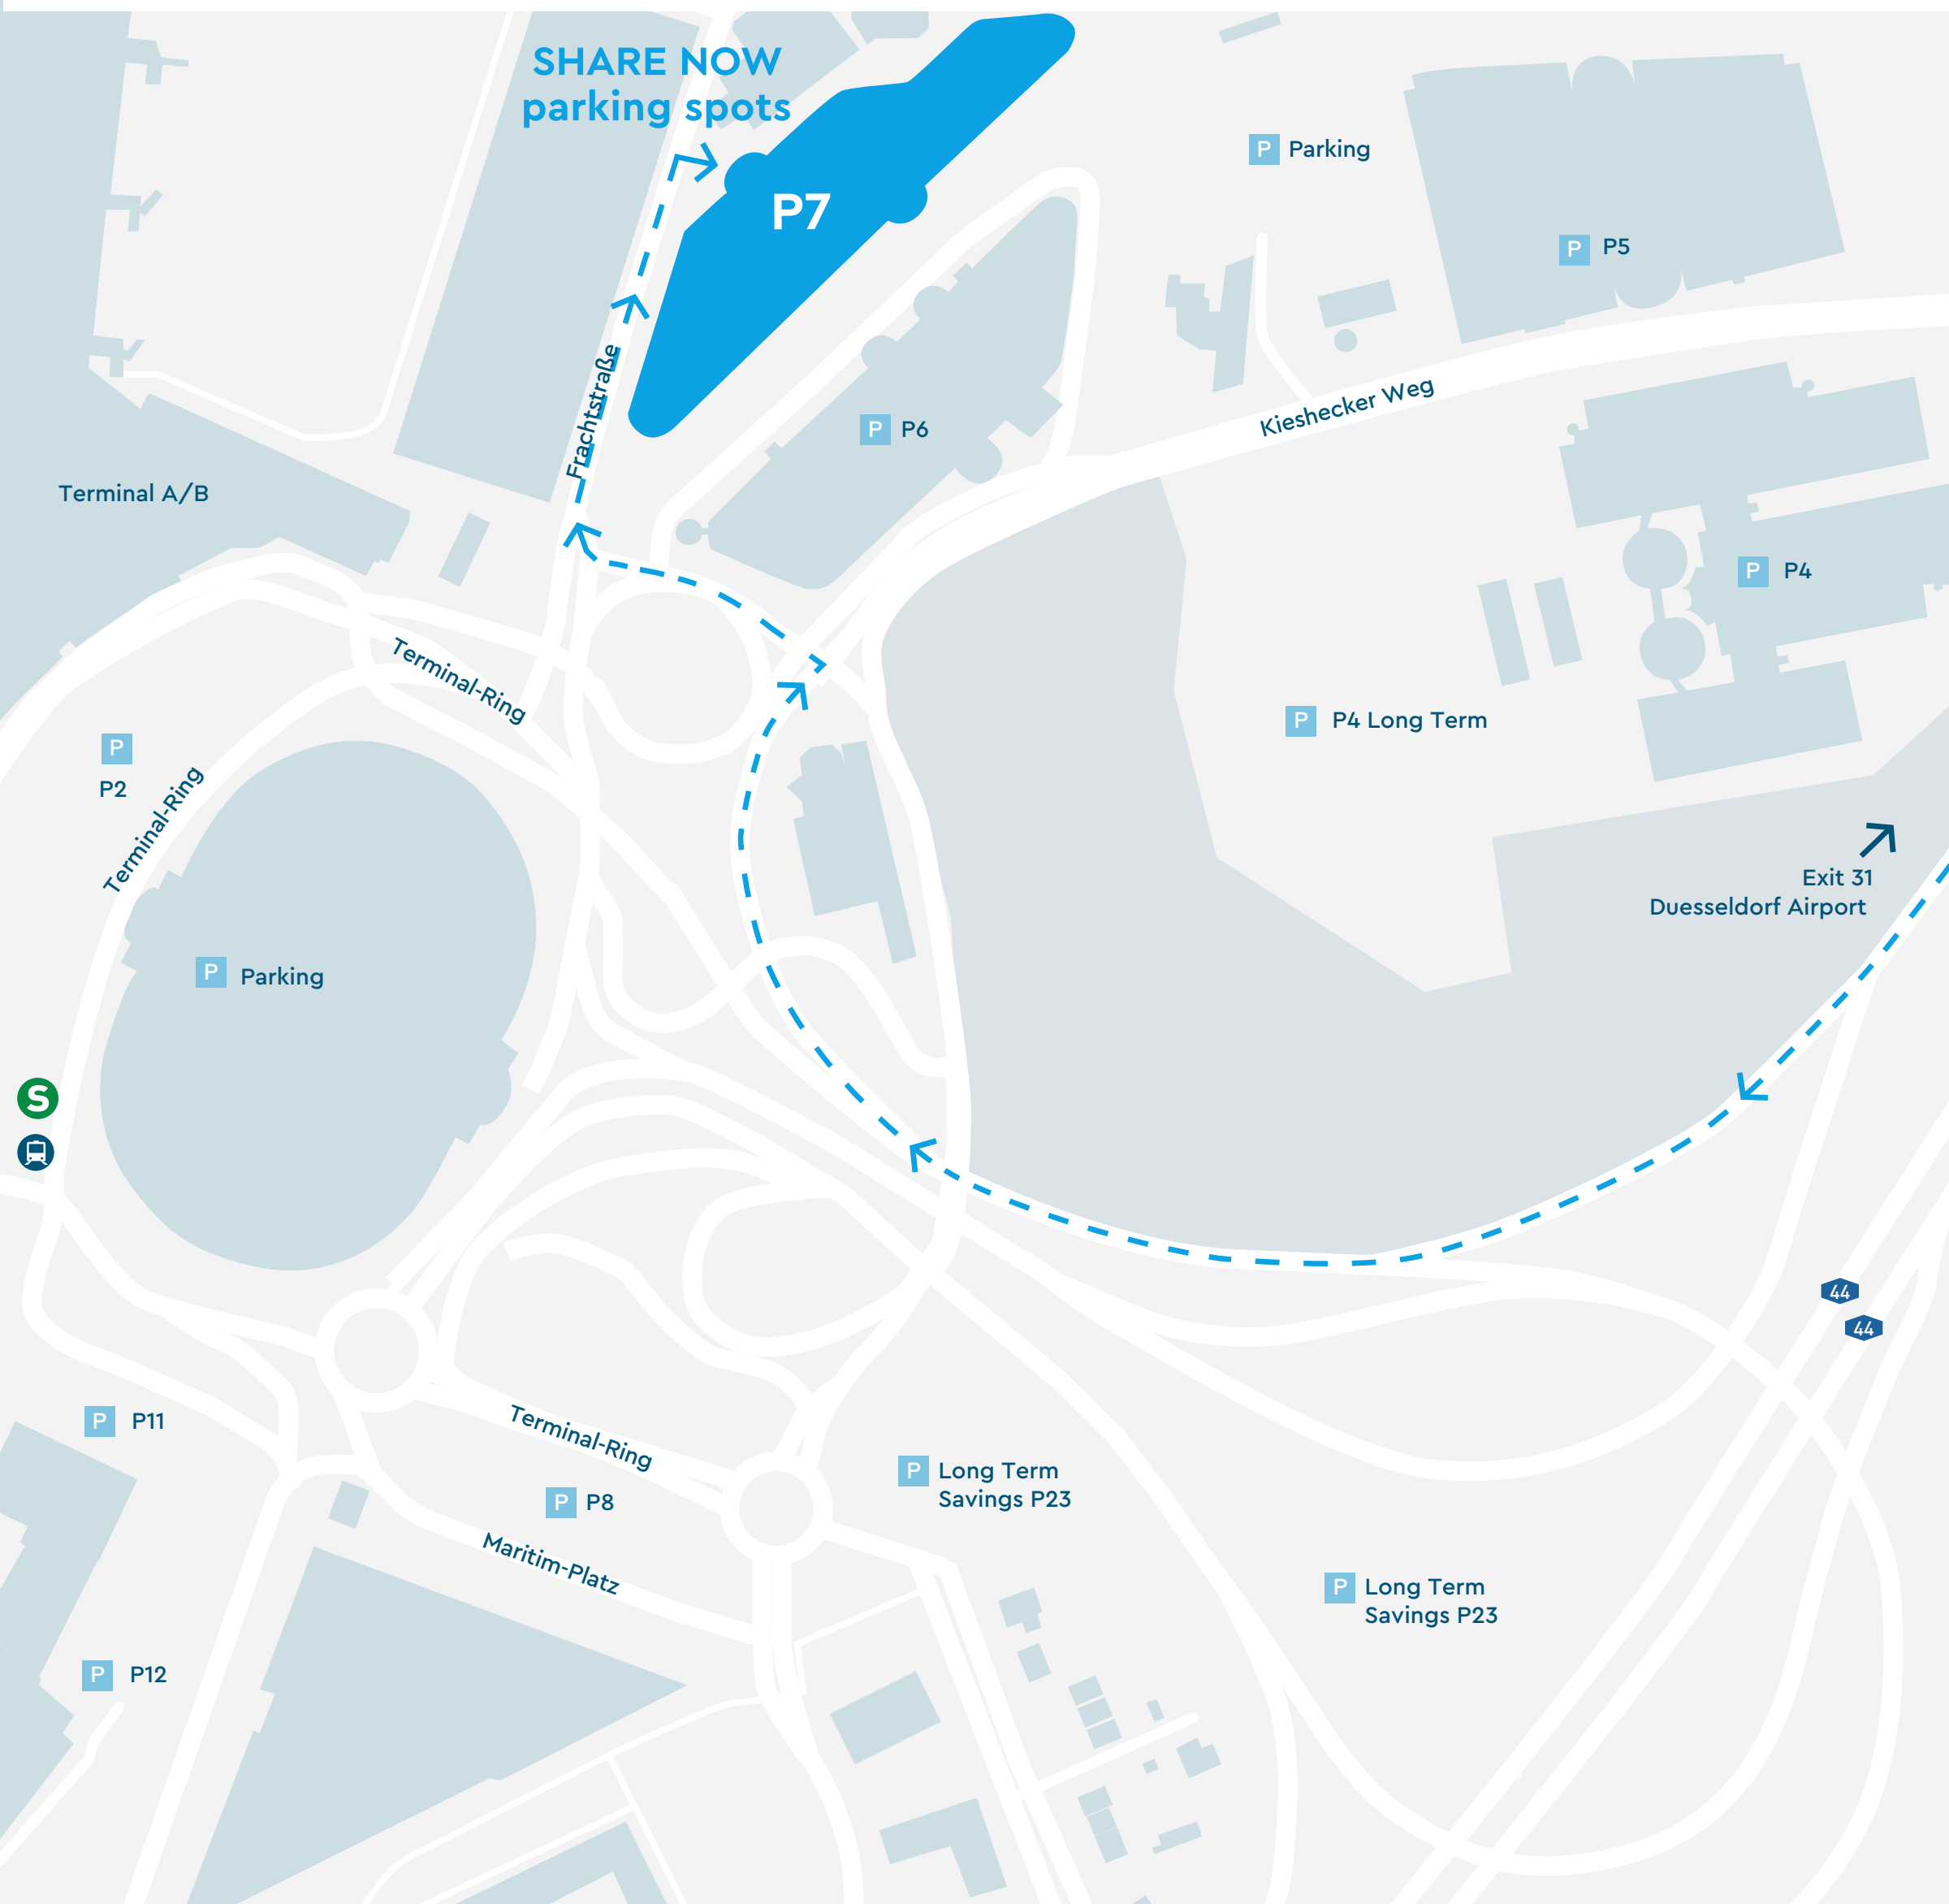 SHARE NOW
parking spots
P7
P Parking
P P5
Frachtstraße
Kieshecker Weg
P P6
Terminal A/B
P P4
Terminal-Ring
P P4 Long Term
P
P2
Terminal-Ring
Exit 31
Duesseldorf Airport
P Parking
S
44
44
P P11
Terminal-Ring
P Long Term
Savings P23
P P8
Maritim-Platz
P Long Term
Savings P23
P P12